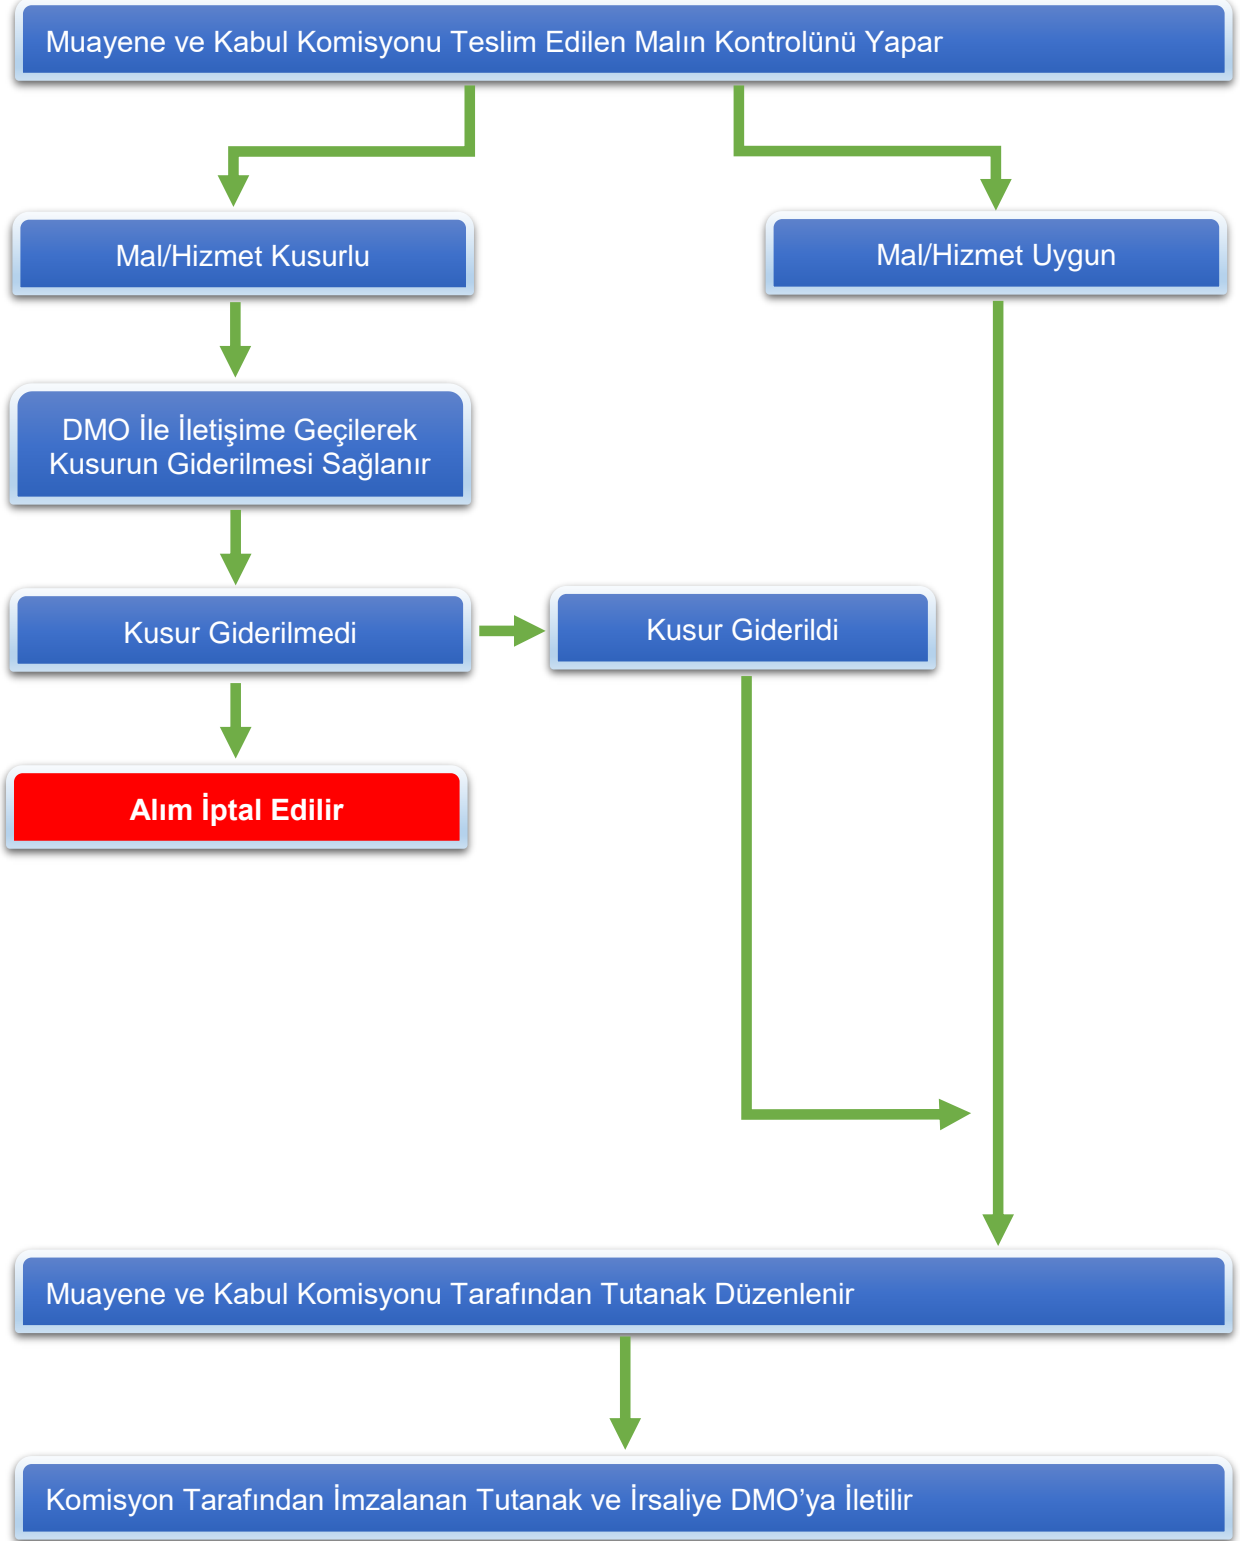 Muayene ve Kabul Komisyonu Teslim Edilen Malın Kontrolünü Yapar
Mal/Hizmet Kusurlu
Mal/Hizmet Uygun
DMO İle İletişime Geçilerek
Kusurun Giderilmesi Sağlanır
Kusur Giderilmedi
Kusur Giderildi
Alım İptal Edilir
Muayene ve Kabul Komisyonu Tarafından Tutanak Düzenlenir
Komisyon Tarafından İmzalanan Tutanak ve İrsaliye DMO’ya İletilir